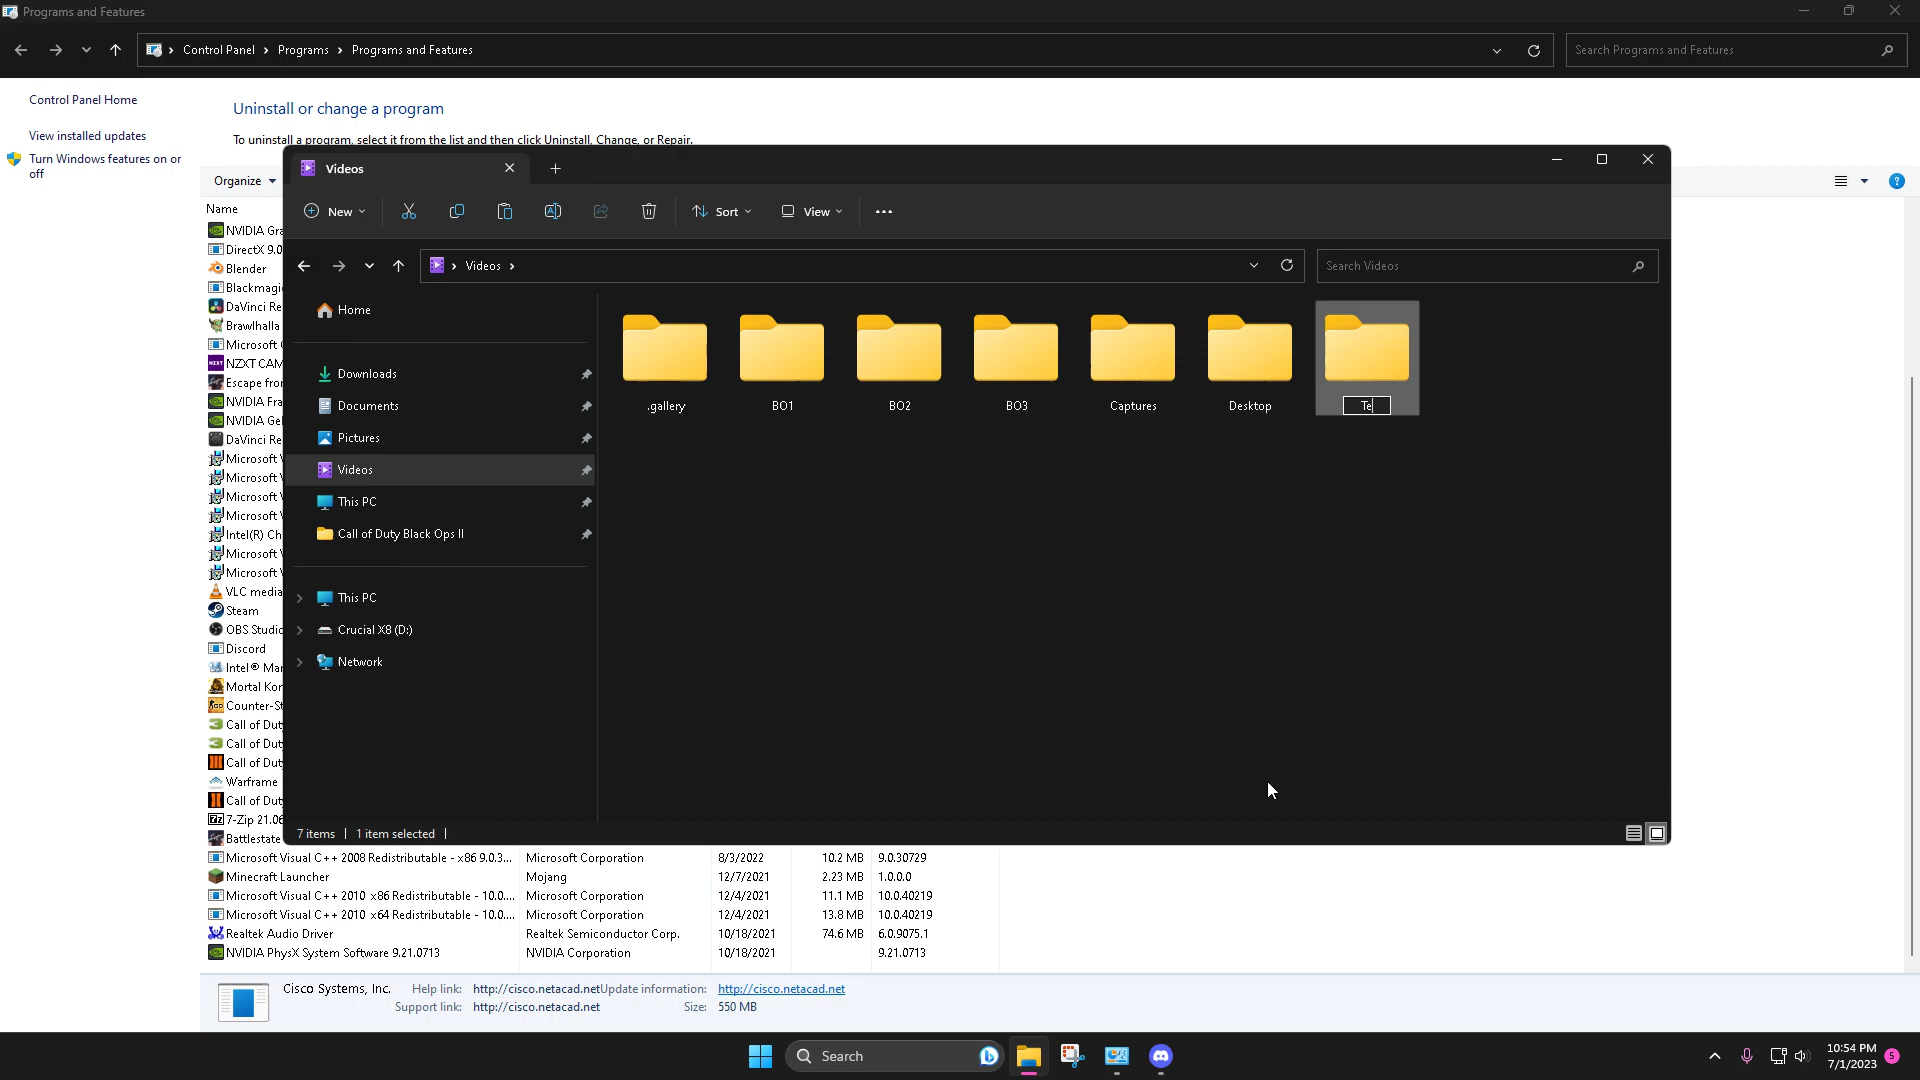 Programs and Features
Control Panel > Programs > Programs and Features
Search Programs and Features
Control Panel Home
View installed updates
Turn Windows features on or
off
Uninstall or change a program
To uninstall a program, select it from the list and then click Uninstall, Change, or Repair.
Organize
Name
NVIDIA Gra
DirectX 9.0
Blender
Blackmagi
DaVinci Re
Brawlhalla
Microsoft
NZXT CAM
Escape fro
NVIDIA Fra
NVIDIA GeF
DaVinci Re
Microsoft V
Microsoft V
Microsoft V
Microsoft V
Intel(R) Ch
Microsoft V
Microsoft V
VLC media
Steam
OBS Studio
Discord
Intel® Man
Mortal Kor
Counter-St
Call of Dut
Call of Dut
Call of Dut
Warframe
Call of Dut
7-Zip 21.06
Battlestate
Videos
New
Sort
View
Videos >
Search Videos
Home
Downloads
Documents
Pictures
Videos
This PC
Call of Duty Black Ops II
This PC
Crucial X8 (D:)
Network
.gallery
BO1
BO2
BO3
Captures
Desktop
Te
7 items
1 item selected
Microsoft Visual C++ 2008 Redistributable - x86 9.0.3... Microsoft Corporation 8/3/2022 10.2 MB 9.0.30729
Minecraft Launcher Mojang 12/7/2021 2.23 MB 1.0.0.0
Microsoft Visual C++ 2010 x86 Redistributable - 10.0.... Microsoft Corporation 12/4/2021 11.1 MB 10.0.40219
Microsoft Visual C++ 2010 x64 Redistributable - 10.0.... Microsoft Corporation 12/4/2021 13.8 MB 10.0.40219
Realtek Audio Driver Realtek Semiconductor Corp. 10/18/2021 74.6 MB 6.0.9075.1
NVIDIA PhysX System Software 9.21.0713 NVIDIA Corporation 10/18/2021 9.21.0713
Cisco Systems, Inc. Help link: http://cisco.netacad.net Update information: http://cisco.netacad.net
Support link: http://cisco.netacad.net Size: 550 MB
Search
10:54 PM
7/1/2023
5